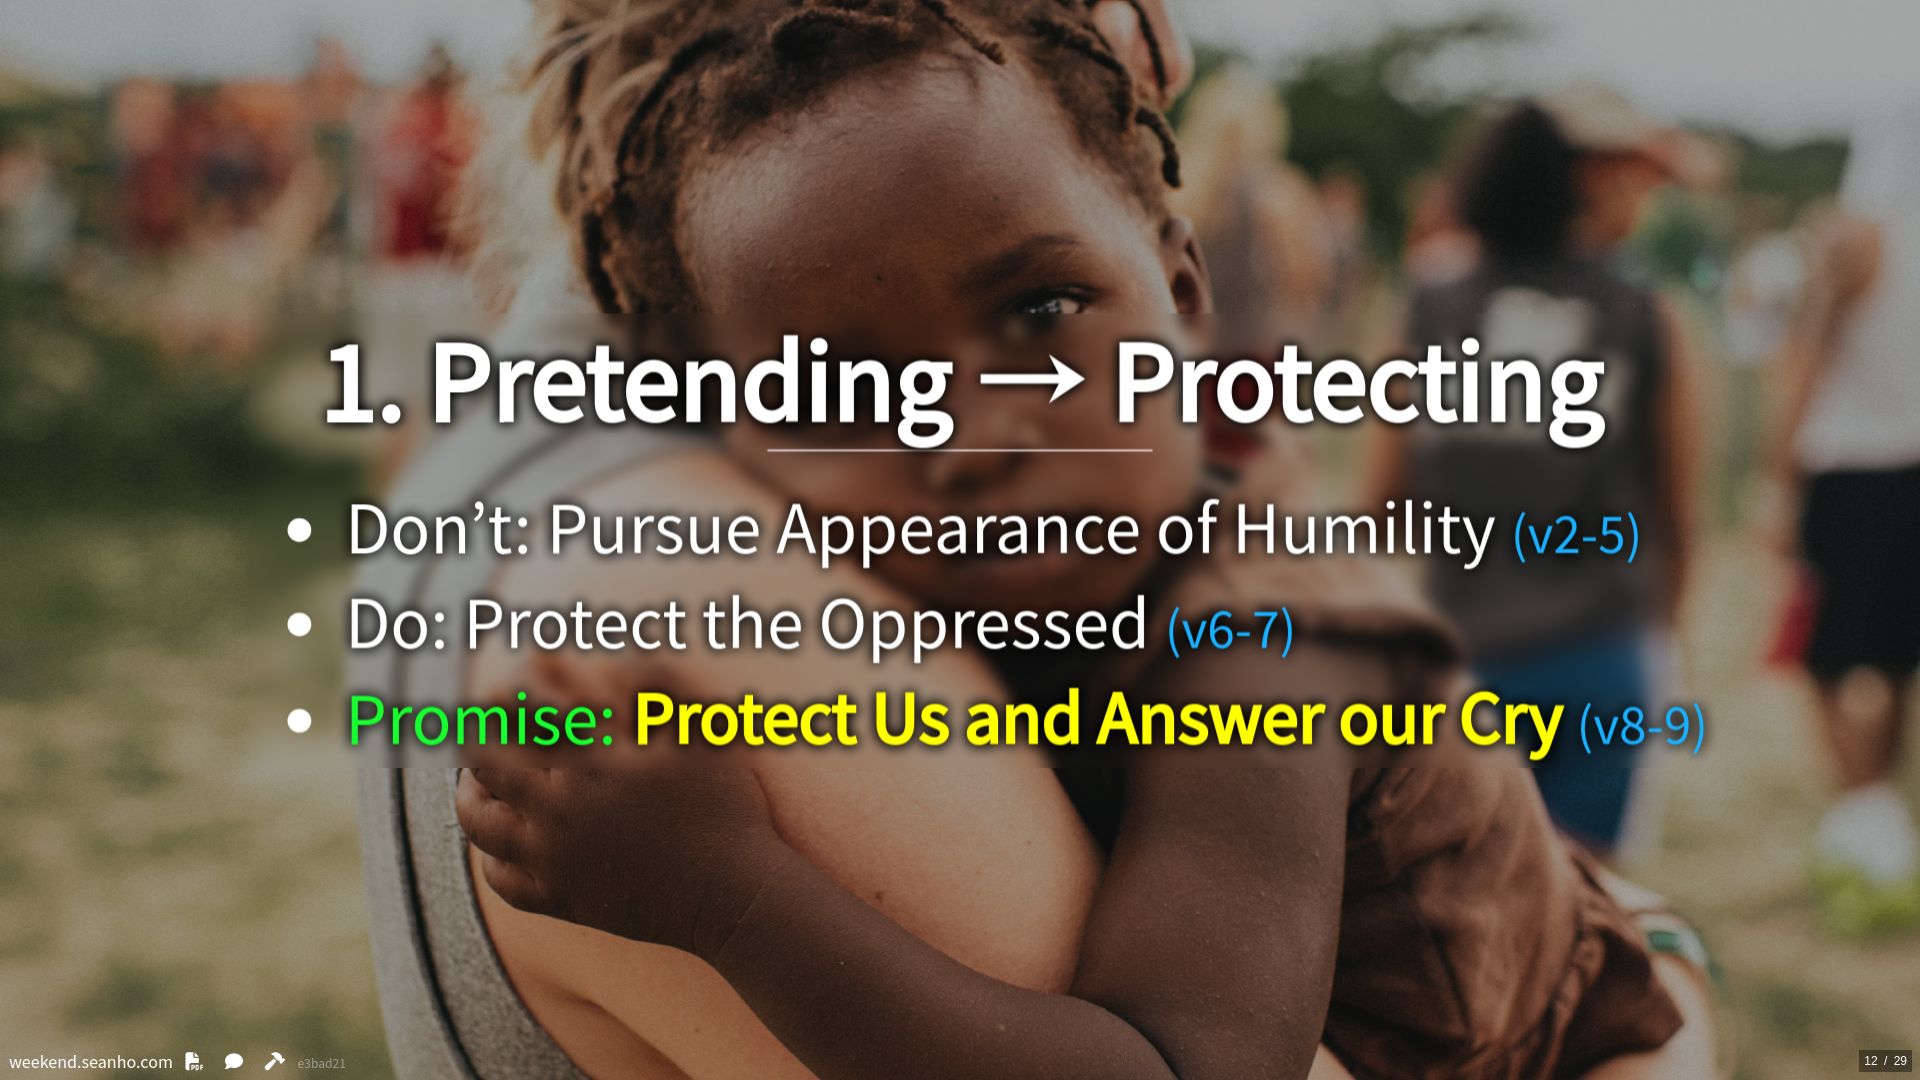 1. Pretending → Protecting
• Don’t: Pursue Appearance of Humility (v2-5)
• Do: Protect the Oppressed (v6-7)
• Promise: Protect Us and Answer our Cry (v8-9)
weekend.seanho.com PDF e3bad21
12 / 29